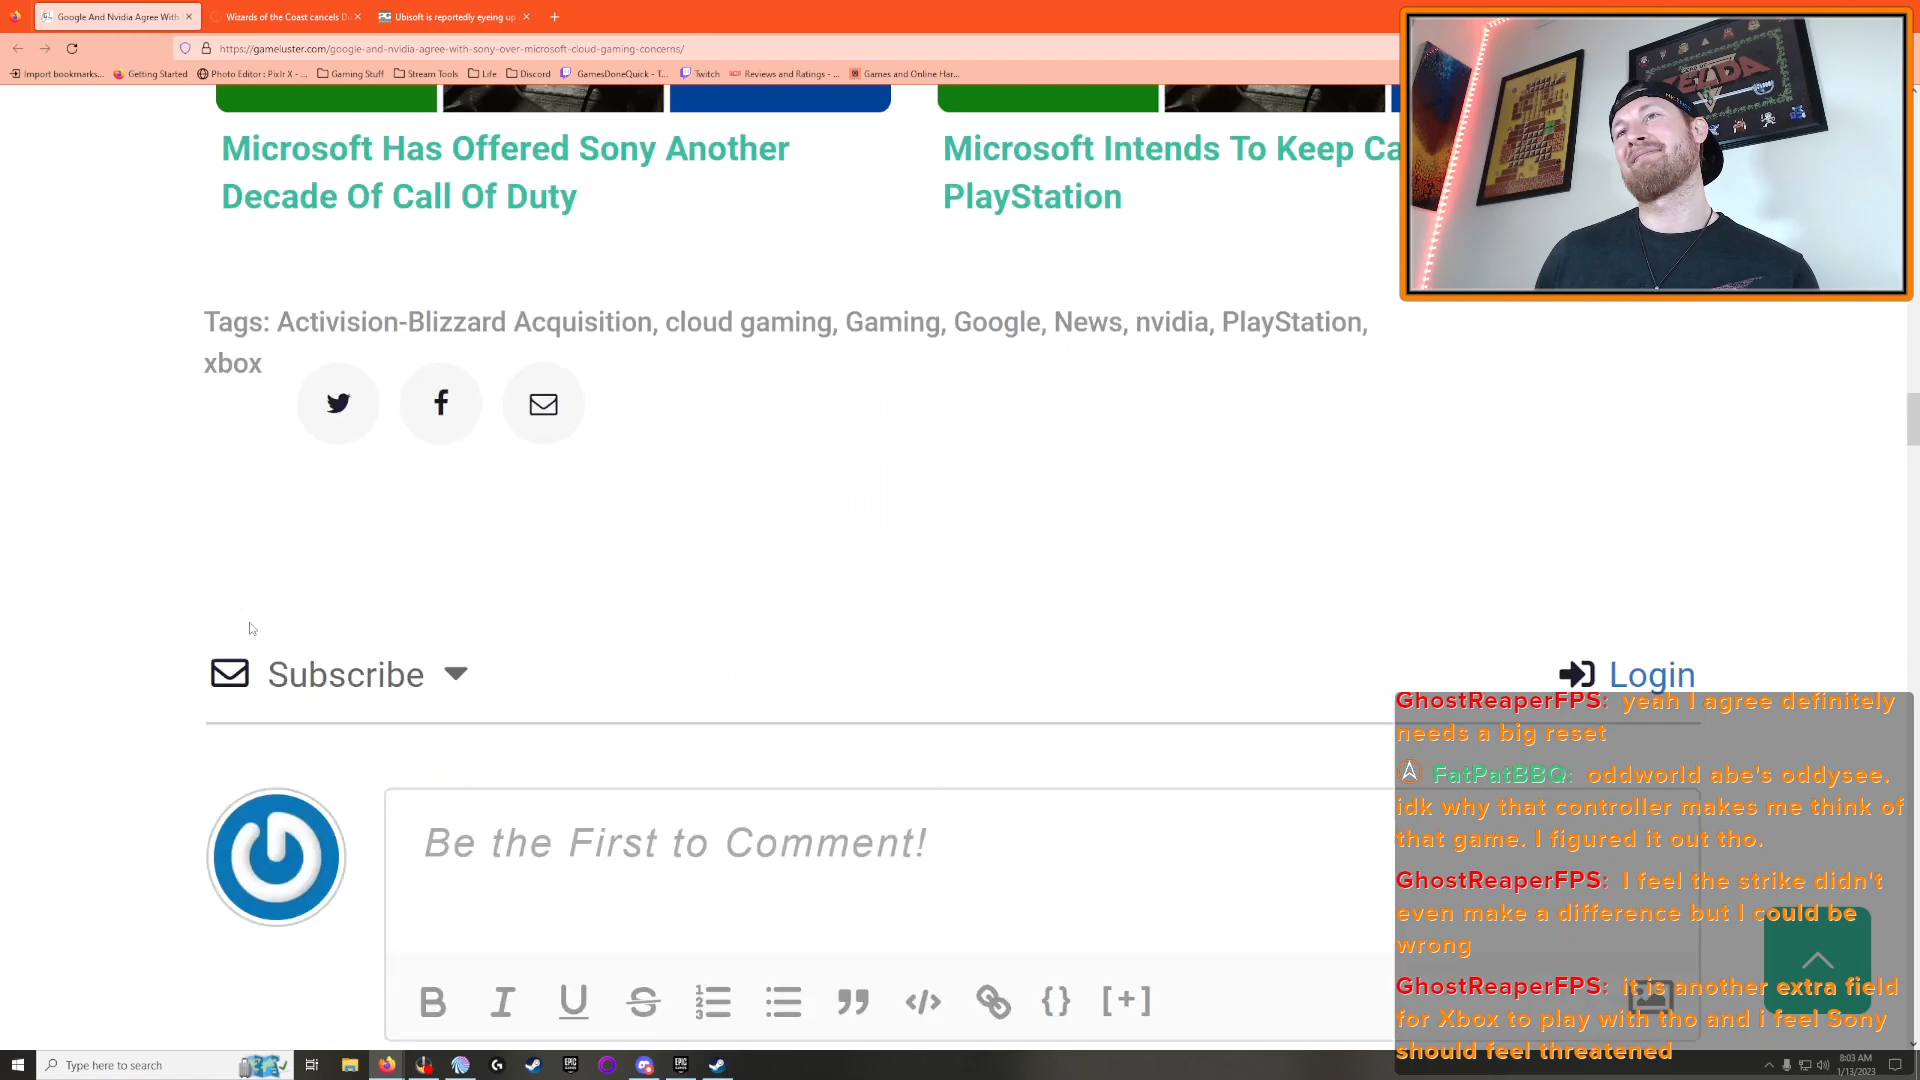 Google And Nvidia Agree With
Wizards of the Coast cancels
PG Ubisoft is reportedly eyeing up
https://gameluster.com/google-and-nvidia-agree-with-sony-over-microsoft-cloud-gaming-concerns/
Import bookmarks... Getting Started Photo Editor : Pixlr X - ... Gaming Stuff Stream Tools Life Discord GamesDoneQuick - T... Twitch Reviews and Ratings - ... Games and Online Har...
Microsoft Has Offered Sony Another
Decade Of Call Of Duty
Microsoft Intends To Keep Ca
PlayStation
ZELDA
Tags: Activision-Blizzard Acquisition, cloud gaming, Gaming, Google, News, nvidia, PlayStation,
xbox
Subscribe
Login
Be the First to Comment!
B I U S
GhostReaperFPS: yeah I agree definitely
needs a big reset
FatPatBBQ: oddworld abe's oddysee.
idk why that controller makes me think of
that game. I figured it out tho.
GhostReaperFPS: I feel the strike didn't
even make a difference but I could be
wrong
GhostReaperFPS: it is another extra field
for Xbox to play with tho and i feel Sony
should feel threatened
{} [+]
Type here to search
8:03 AM
1/13/2023